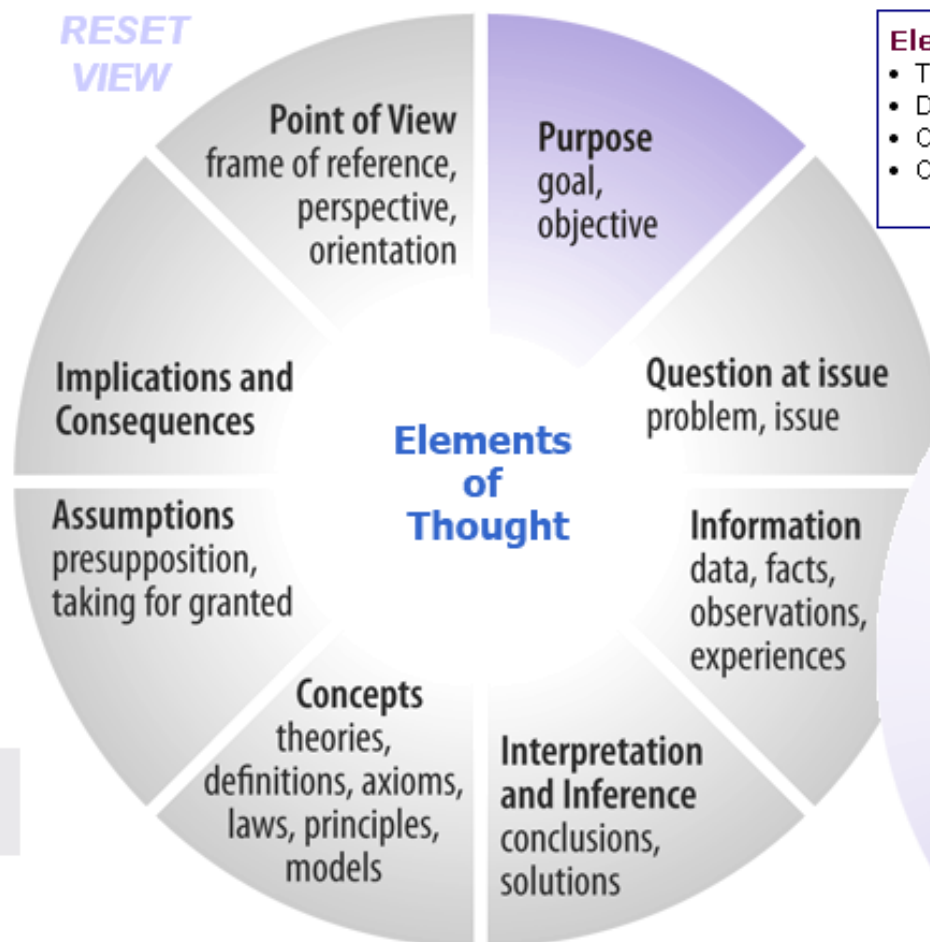 RESET
VIEW
Point of View
frame of reference,
perspective,
orientation
Purpose
goal,
objective
Question at issue
problem, issue
Information
data, facts,
observations,
experiences
Interpretation
and Inference
conclusions,
solutions
Concepts
theories,
definitions, axioms,
laws, principles,
models
Assumptions
presupposition,
taking for granted
Implications and
Consequences
Elements
of
Thought